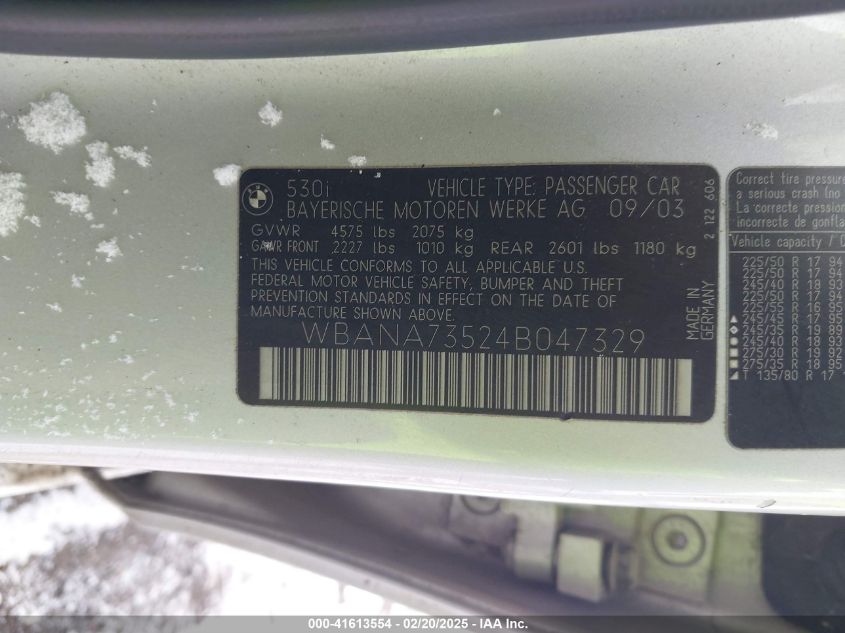 530i VEHICLE TYPE: PASSENGER CAR
BAYERISCHE MOTOREN WERKE AG 09/03
GVWR 4575 lbs 2075 kg
GAWR FRONT 2227 lbs 1010 kg REAR 2601 lbs 1180 kg
THIS VEHICLE CONFORMS TO ALL APPLICABLE U.S.
FEDERAL MOTOR VEHICLE SAFETY, BUMPER AND THEFT
PREVENTION STANDARDS IN EFFECT ON THE DATE OF
MANUFACTURE SHOWN ABOVE.
WBANA73524B047329
MADE IN
GERMANY
2 122 606
Correct tire pressure
a serious crash (no
La correcte pression
incorrecte de gonfla
Vehicle capacity / C
225/50 R 17 94
225/50 R 17 94
245/40 R 18 93
225/50 R 17 94
225/55 R 16 95
245/45 R 17 95
245/35 R 19 89
245/40 R 18 93
275/30 R 19 92
275/35 R 18 95
T 135/80 R 17
000-41613554 - 02/20/2025 - IAA Inc.